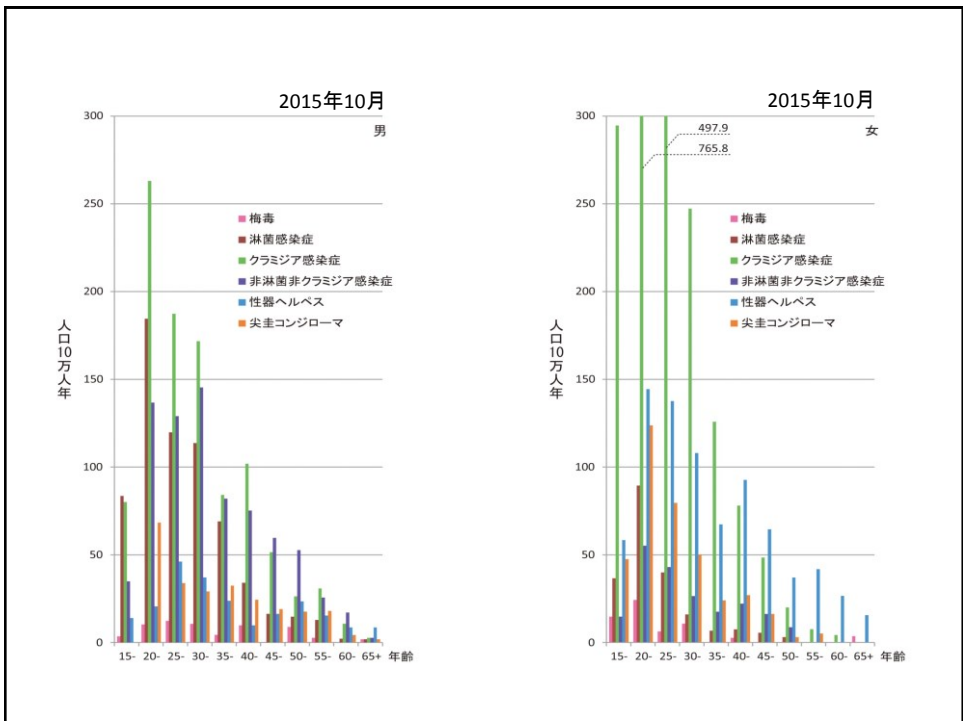 2015年10月
男
300
250
200
150
100
50
0
人口10万人年
梅毒
淋菌感染症
クラミジア感染症
非淋菌非クラミジア感染症
性器ヘルペス
尖圭コンジローマ
15- 20- 25- 30- 35- 40- 45- 50- 55- 60- 65+ 年齢
2015年10月
女
300
250
200
150
100
50
0
人口10万人年
497.9
765.8
梅毒
淋菌感染症
クラミジア感染症
非淋菌非クラミジア感染症
性器ヘルペス
尖圭コンジローマ
15- 20- 25- 30- 35- 40- 45- 50- 55- 60- 65+ 年齢